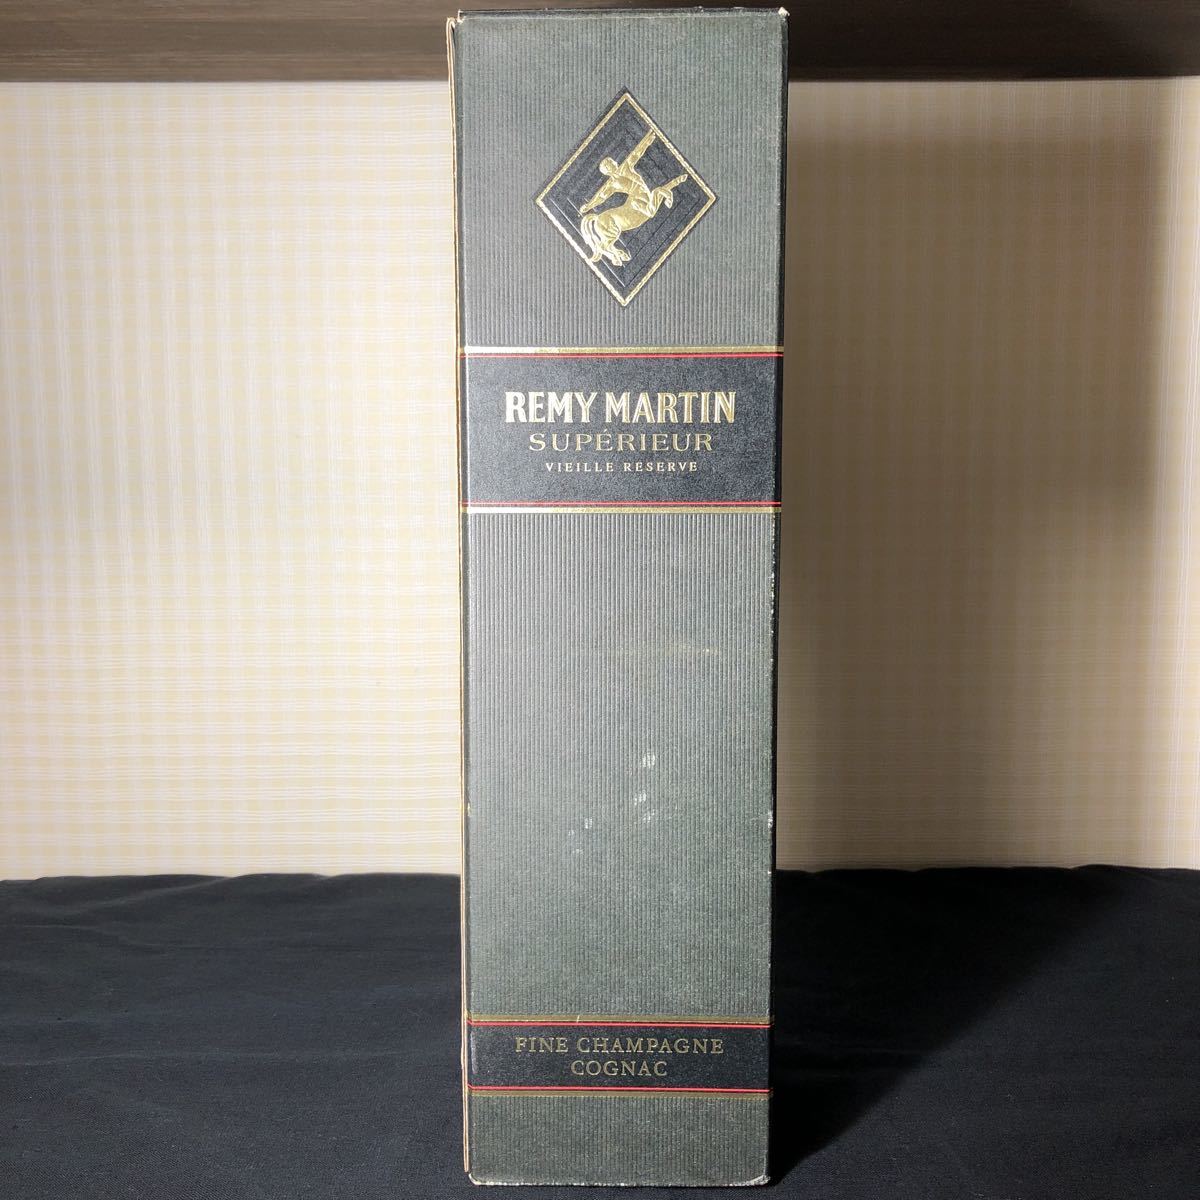 REMY MARTIN
SUPÉRIEUR
VIEILLE RESERVE
FINE CHAMPAGNE
COGNAC